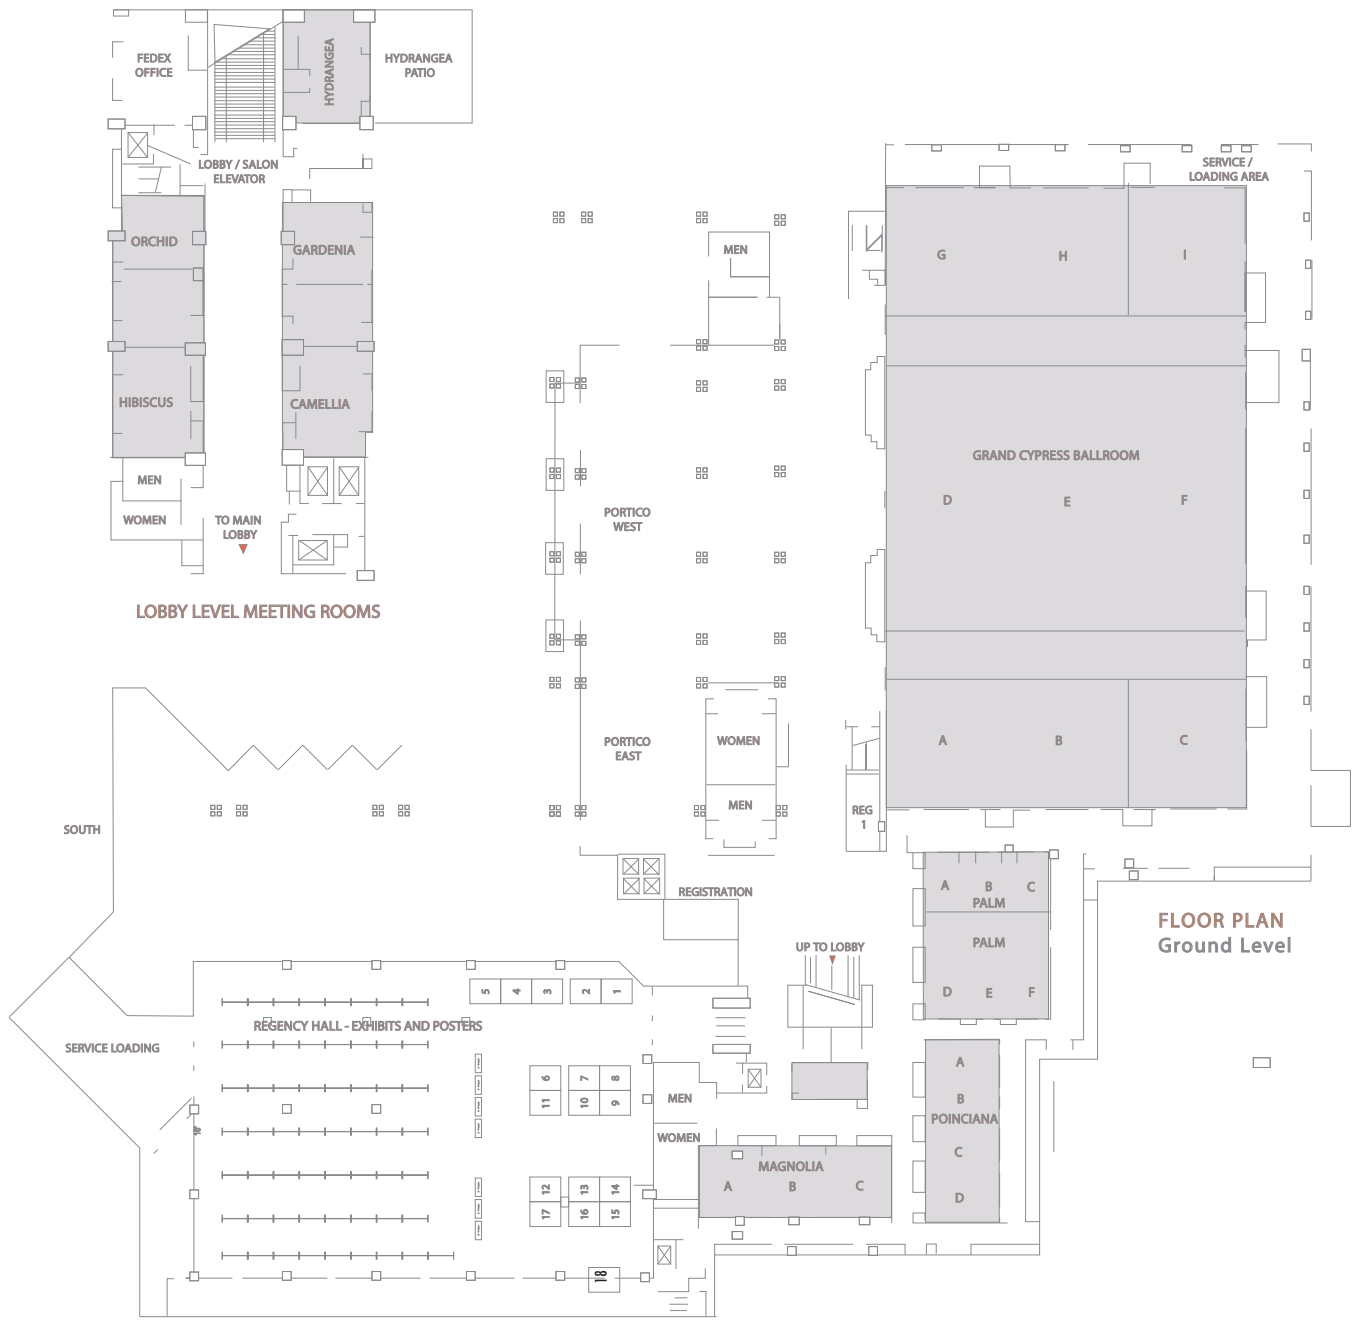 FEDEX
OFFICE
HYDRANGEA
HYDRANGEA
PATIO
LOBBY / SALON
ELEVATOR
ORCHID
GARDENIA
HIBISCUS
CAMELLIA
MEN
WOMEN
TO MAIN
LOBBY
LOBBY LEVEL MEETING ROOMS
SERVICE /
LOADING AREA
MEN
G
H
I
GRAND CYPRESS BALLROOM
D
E
F
PORTICO
WEST
PORTICO
EAST
WOMEN
MEN
A
B
C
REG
1
SOUTH
REGISTRATION
A
B
C
PALM
PALM
D
E
F
FLOOR PLAN
Ground Level
UP TO LOBBY
5
4
3
2
1
REGENCY HALL - EXHIBITS AND POSTERS
SERVICE LOADING
6
7
8
11
10
9
MEN
WOMEN
A
B
POINCIANA
C
D
MAGNOLIA
A
B
C
12
13
14
17
16
15
18